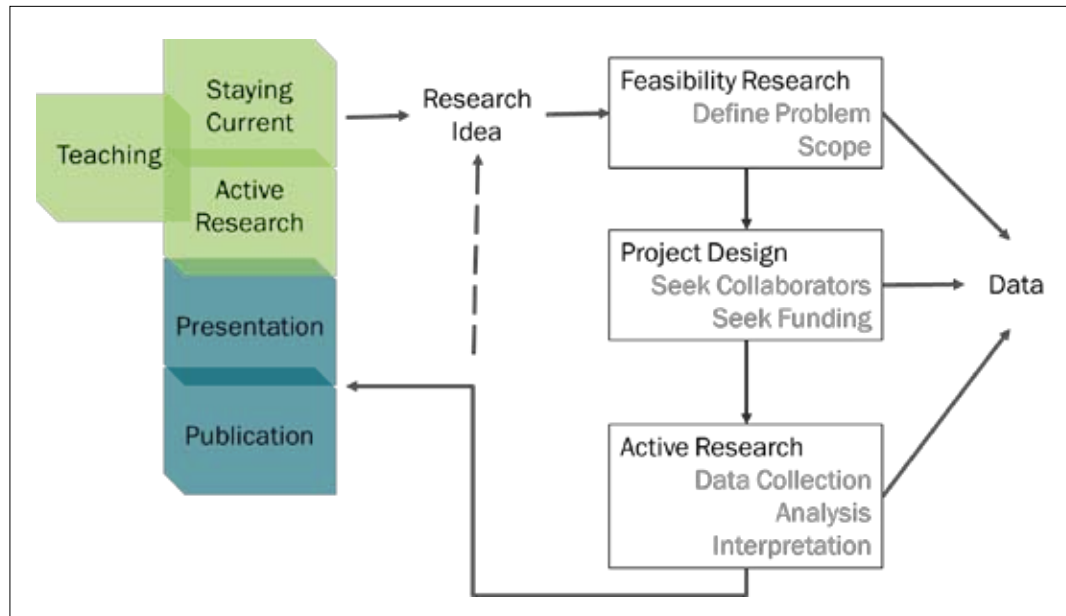 Teaching
Staying
Current
Active
Research
Presentation
Publication
Research
Idea
Feasibility Research
Define Problem
Scope
Project Design
Seek Collaborators
Seek Funding
Active Research
Data Collection
Analysis
Interpretation
Data